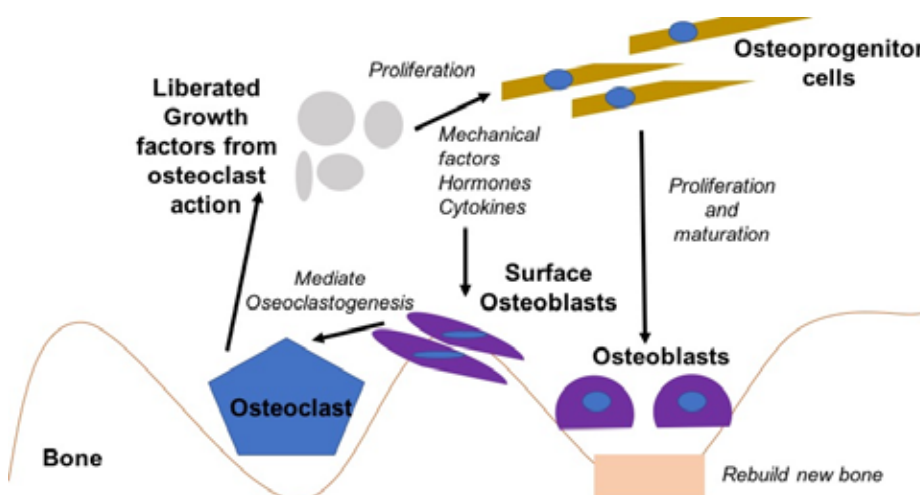 Proliferation
Osteoprogenitor
cells
Liberated
Growth
factors from
osteoclast
action
Mechanical
factors
Hormones
Cytokines
Proliferation
and
maturation
Mediate
Oseoclastogenesis
Surface
Osteoblasts
Osteoblasts
Osteoclast
Bone
Rebuild new bone